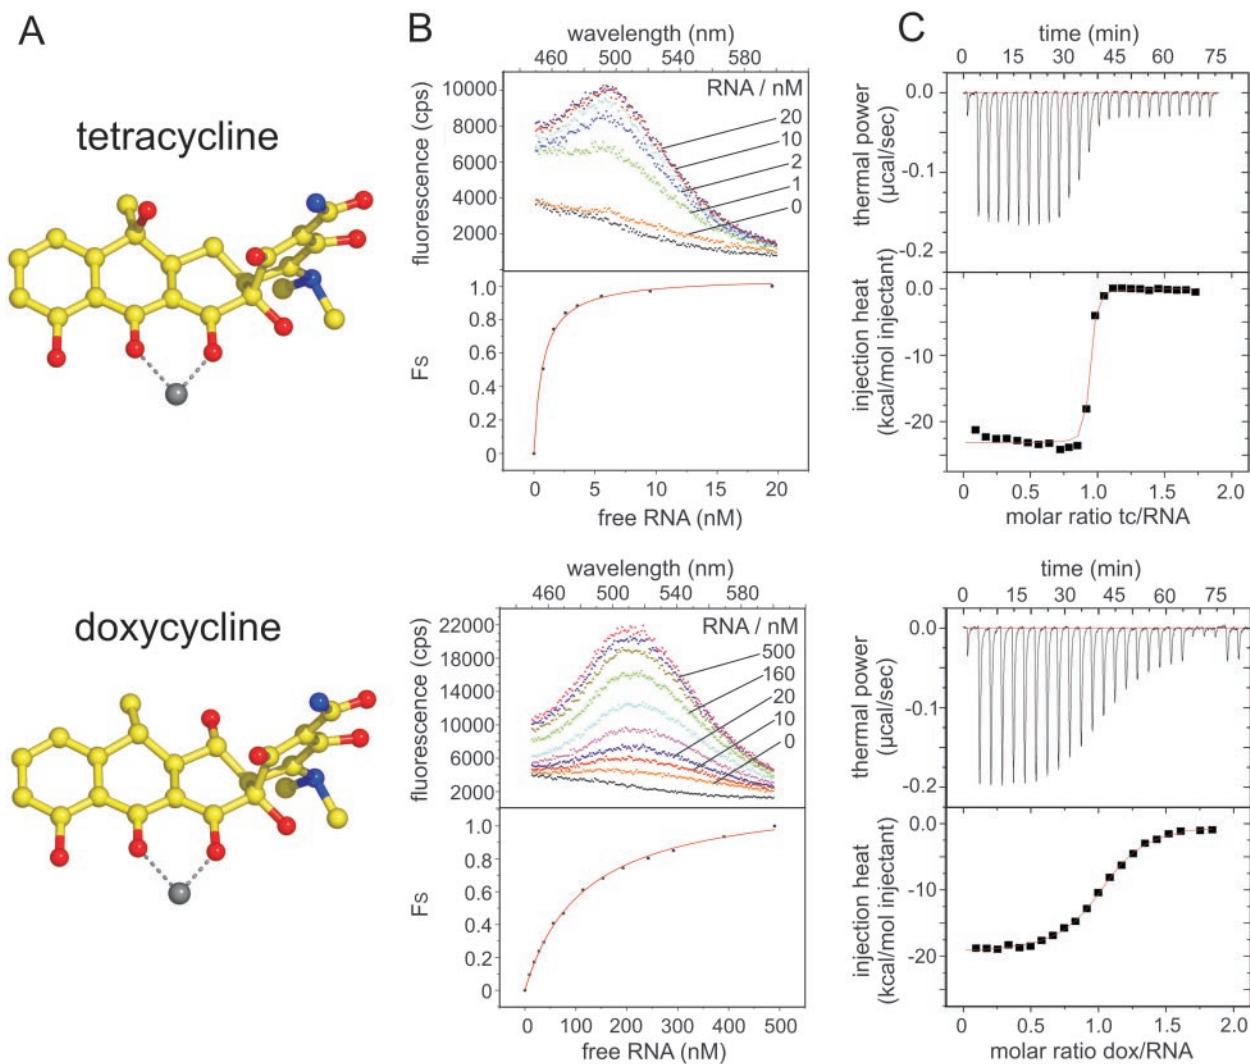 A
tetracycline
doxycycline
B
wavelength (nm)
460 500 540 600
10000
8000
6000
4000
2000
fluorescence (cps)
RNA / nM
20
10
2
1
0
1.0
0.8
0.6
0.4
0.2
0
Fs
0 5 10 15 20
free RNA (nM)
wavelength (nm)
460 500 540 600
22000
18000
14000
10000
6000
2000
fluorescence (cps)
RNA / nM
500
160
20
10
0
1.0
0.8
0.6
0.4
0.2
0
Fs
0 100 200 300 400 500
free RNA (nM)
C
time (min)
0 15 30 45 60 75
0.0
-0.1
-0.2
thermal power
(µcal/sec)
0.0
-10
-20
injection heat
(kcal/mol injectant)
0 0.5 1.0 1.5 2.0
molar ratio tc/RNA
time (min)
0 15 30 45 60 75
0.0
-0.1
-0.2
thermal power
(µcal/sec)
0.0
-10
-20
injection heat
(kcal/mol injectant)
0 0.5 1.0 1.5 2.0
molar ratio dox/RNA